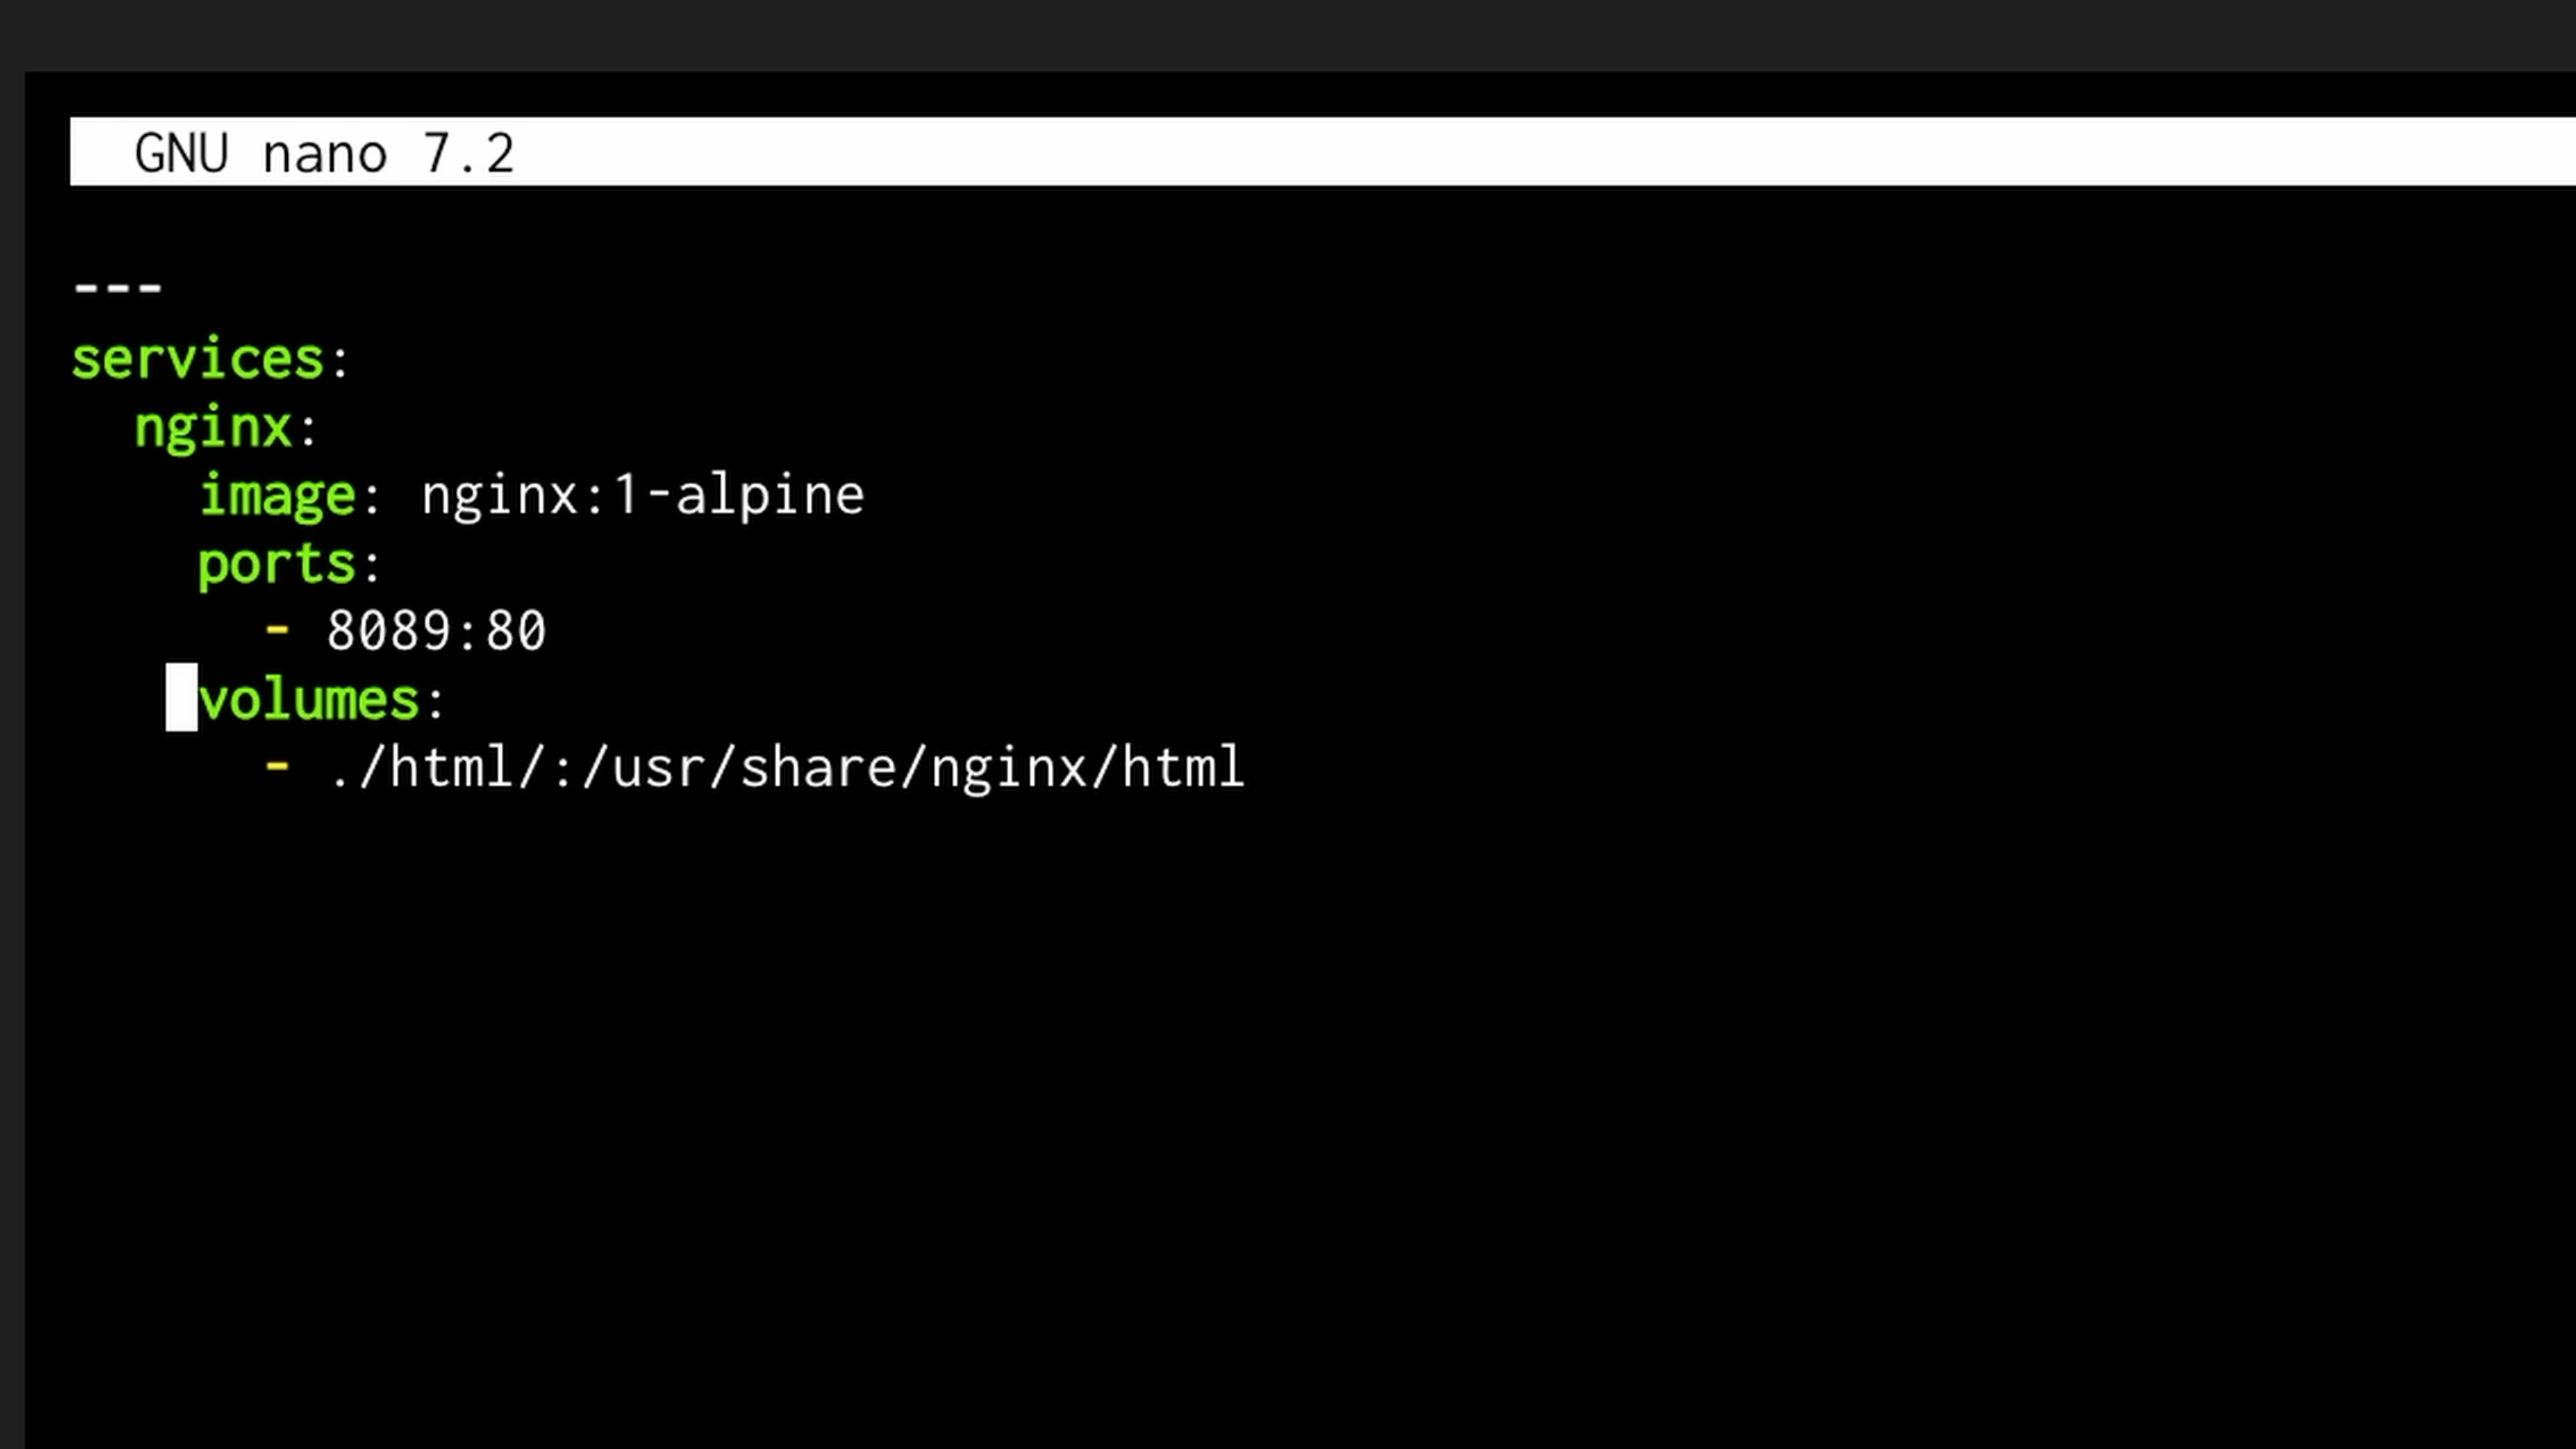 GNU nano 7.2
---
services:
  nginx:
    image: nginx:1-alpine
    ports:
      - 8089:80
    volumes:
      - ./html/:/usr/share/nginx/html